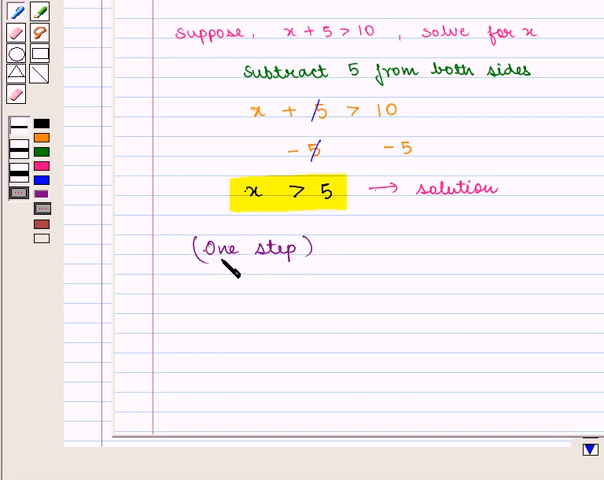 Suppose, x + 5 > 10, solve for x
Subtract 5 from both sides
x + 5 > 10
- 5 - 5
x > 5 → solution
(One step)